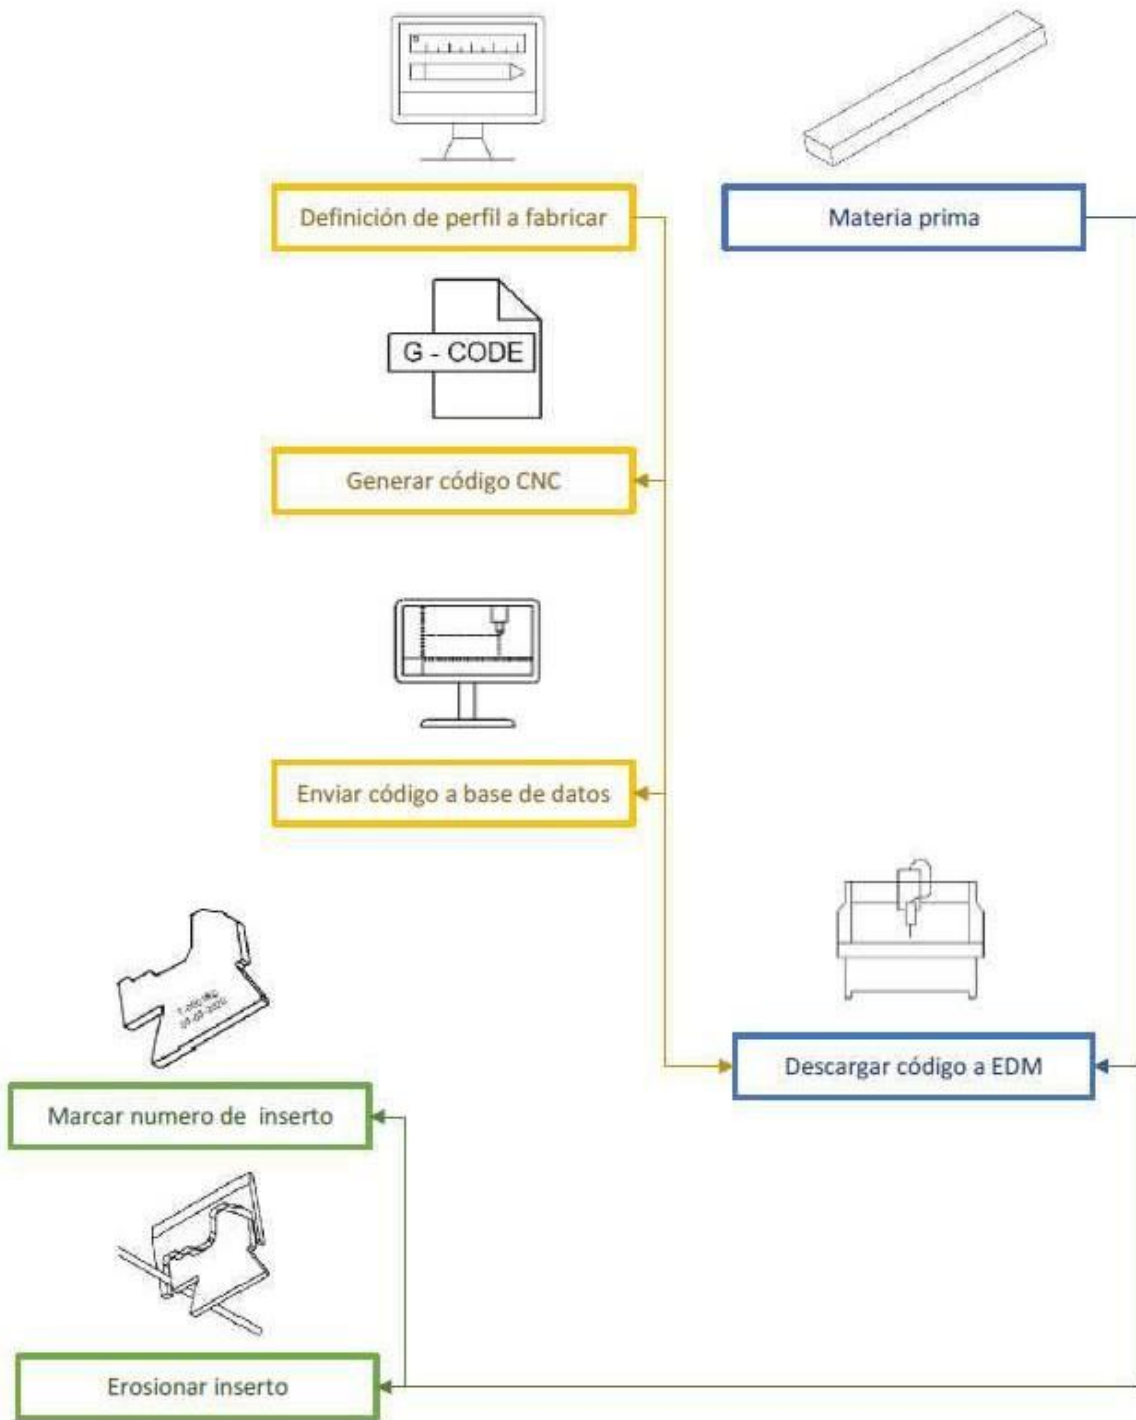 Definición de perfil a fabricar
Materia prima
G - CODE
Generar código CNC
Enviar código a base de datos
Descargar código a EDM
Marcar numero de inserto
Erosionar inserto